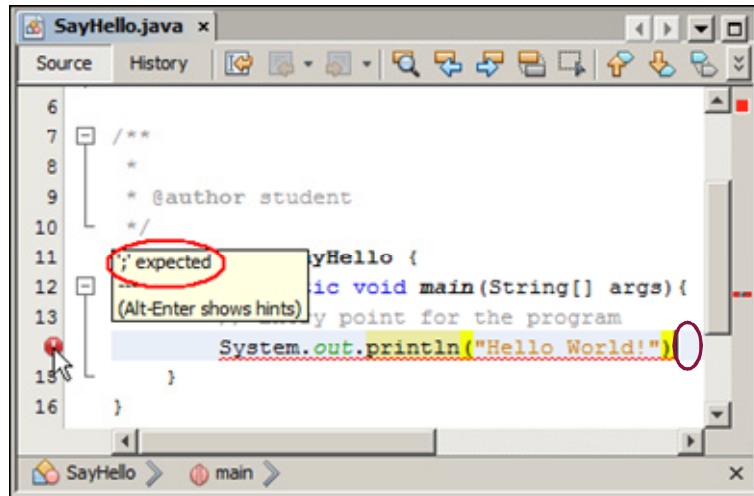 SayHello.java ×
Source History
6
7 /**
8 *
9 * @author student
10 */
11 yHello {
';' expected
12 ic void main(String[] args){
(Alt-Enter shows hints)
13 point for the program
System.out.println("Hello World!")
15 }
16 }
SayHello main